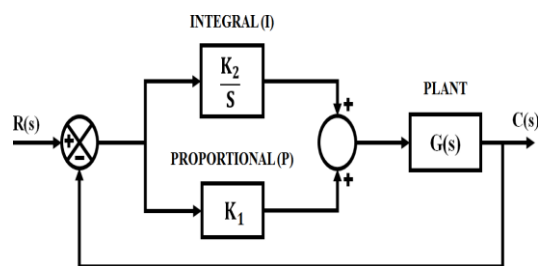 INTEGRAL (I)
K₂
S
PLANT
R(s)
+
-
+
+
G(s)
C(s)
PROPORTIONAL (P)
K₁